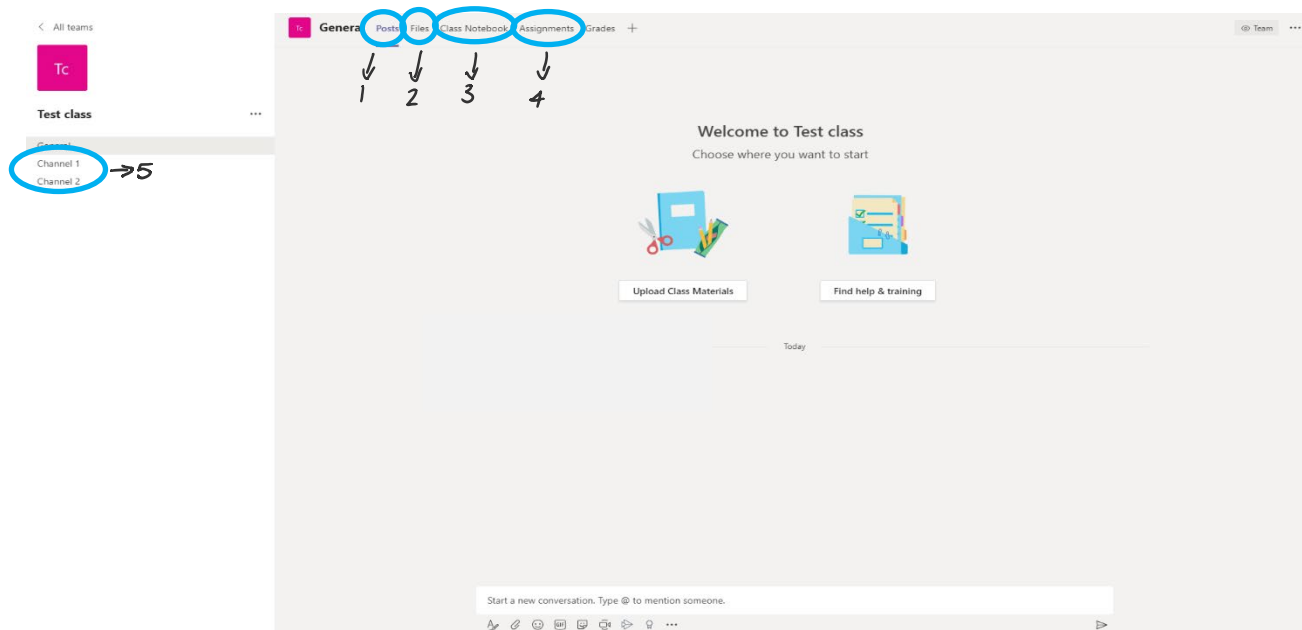 All teams
Tc
Test class
General
Channel 1
Channel 2
5
Tc General Posts Files Class Notebook Assignments Grades
Team
1 2 3 4
Welcome to Test class
Choose where you want to start
Upload Class Materials
Find help & training
Today
Start a new conversation. Type @ to mention someone.
GIF